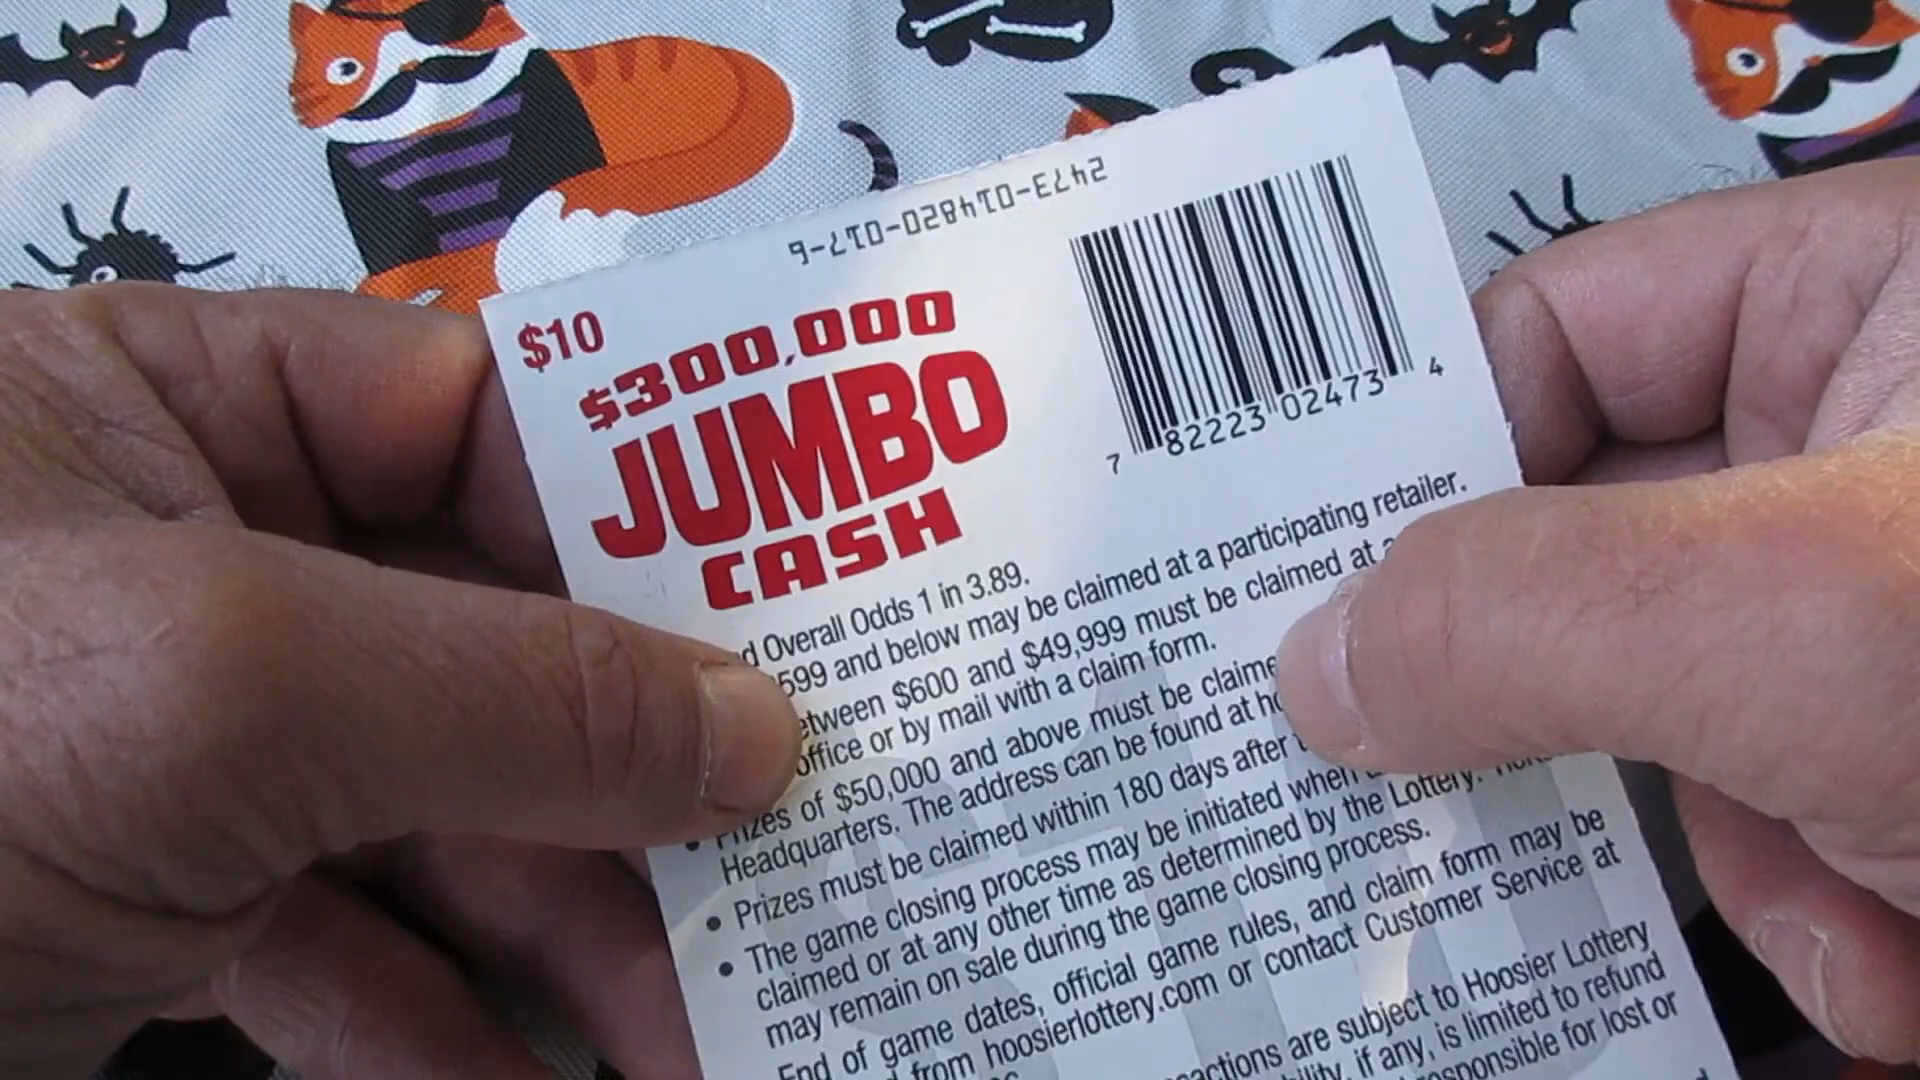 2473-014820-017-6
$10
$300,000
JUMBO
CASH
7 82223 02473 4
Overall Odds 1 in 3.89.
599 and below may be claimed at a participating retailer.
between $600 and $49,999 must be claimed at
office or by mail with a claim form.
• Prizes of $50,000 and above must be claime
Headquarters. The address can be found at ho
• Prizes must be claimed within 180 days after
• The game closing process may be initiated when
claimed or at any other time as determined by the Lottery.
may remain on sale during the game closing process.
End of game dates, official game rules, and claim form may be
from hoosierlottery.com or contact Customer Service at
actions are subject to Hoosier Lottery
bility, if any, is limited to refund
responsible for lost or